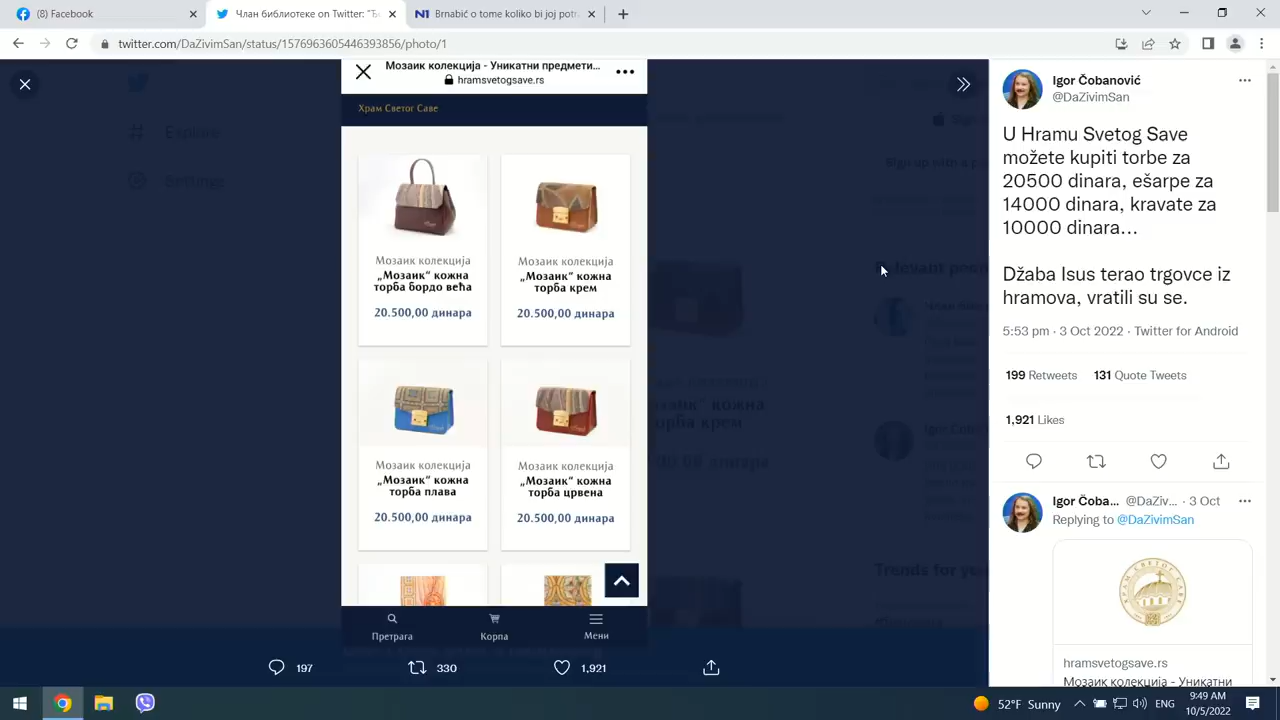 (8) Facebook
Члан библиотеке on Twitter: "Бо
Brnabić o tome koliko bi joj potr
twitter.com/DaZivimSan/status/1576963605446393856/photo/1
Мозаик колекција - Уникатни предмети...
hramsvetogsave.rs
Храм Светог Саве
Explore
Settings
Мозаик колекција
„Мозаик“ кожна
торба бордо већа
20.500,00 динара
Мозаик колекција
„Мозаик“ кожна
торба крем
20.500,00 динара
Мозаик колекција
„Мозаик“ кожна
торба плава
20.500,00 динара
Мозаик колекција
„Мозаик“ кожна
торба црвена
20.500,00 динара
Претрага
Корпа
Мени
197
330
1,921
Igor Čobanović
@DaZivimSan
U Hramu Svetog Save
možete kupiti torbe za
20500 dinara, ešarpe za
14000 dinara, kravate za
10000 dinara...
Džaba Isus terao trgovce iz
hramova, vratili su se.
5:53 pm · 3 Oct 2022 · Twitter for Android
199 Retweets 131 Quote Tweets
1,921 Likes
Igor Čoba... @DaZiv... · 3 Oct
Replying to @DaZivimSan
hramsvetogsave.rs
Мозаик колекција - Уникатни
52°F Sunny
ENG
9:49 AM
10/5/2022